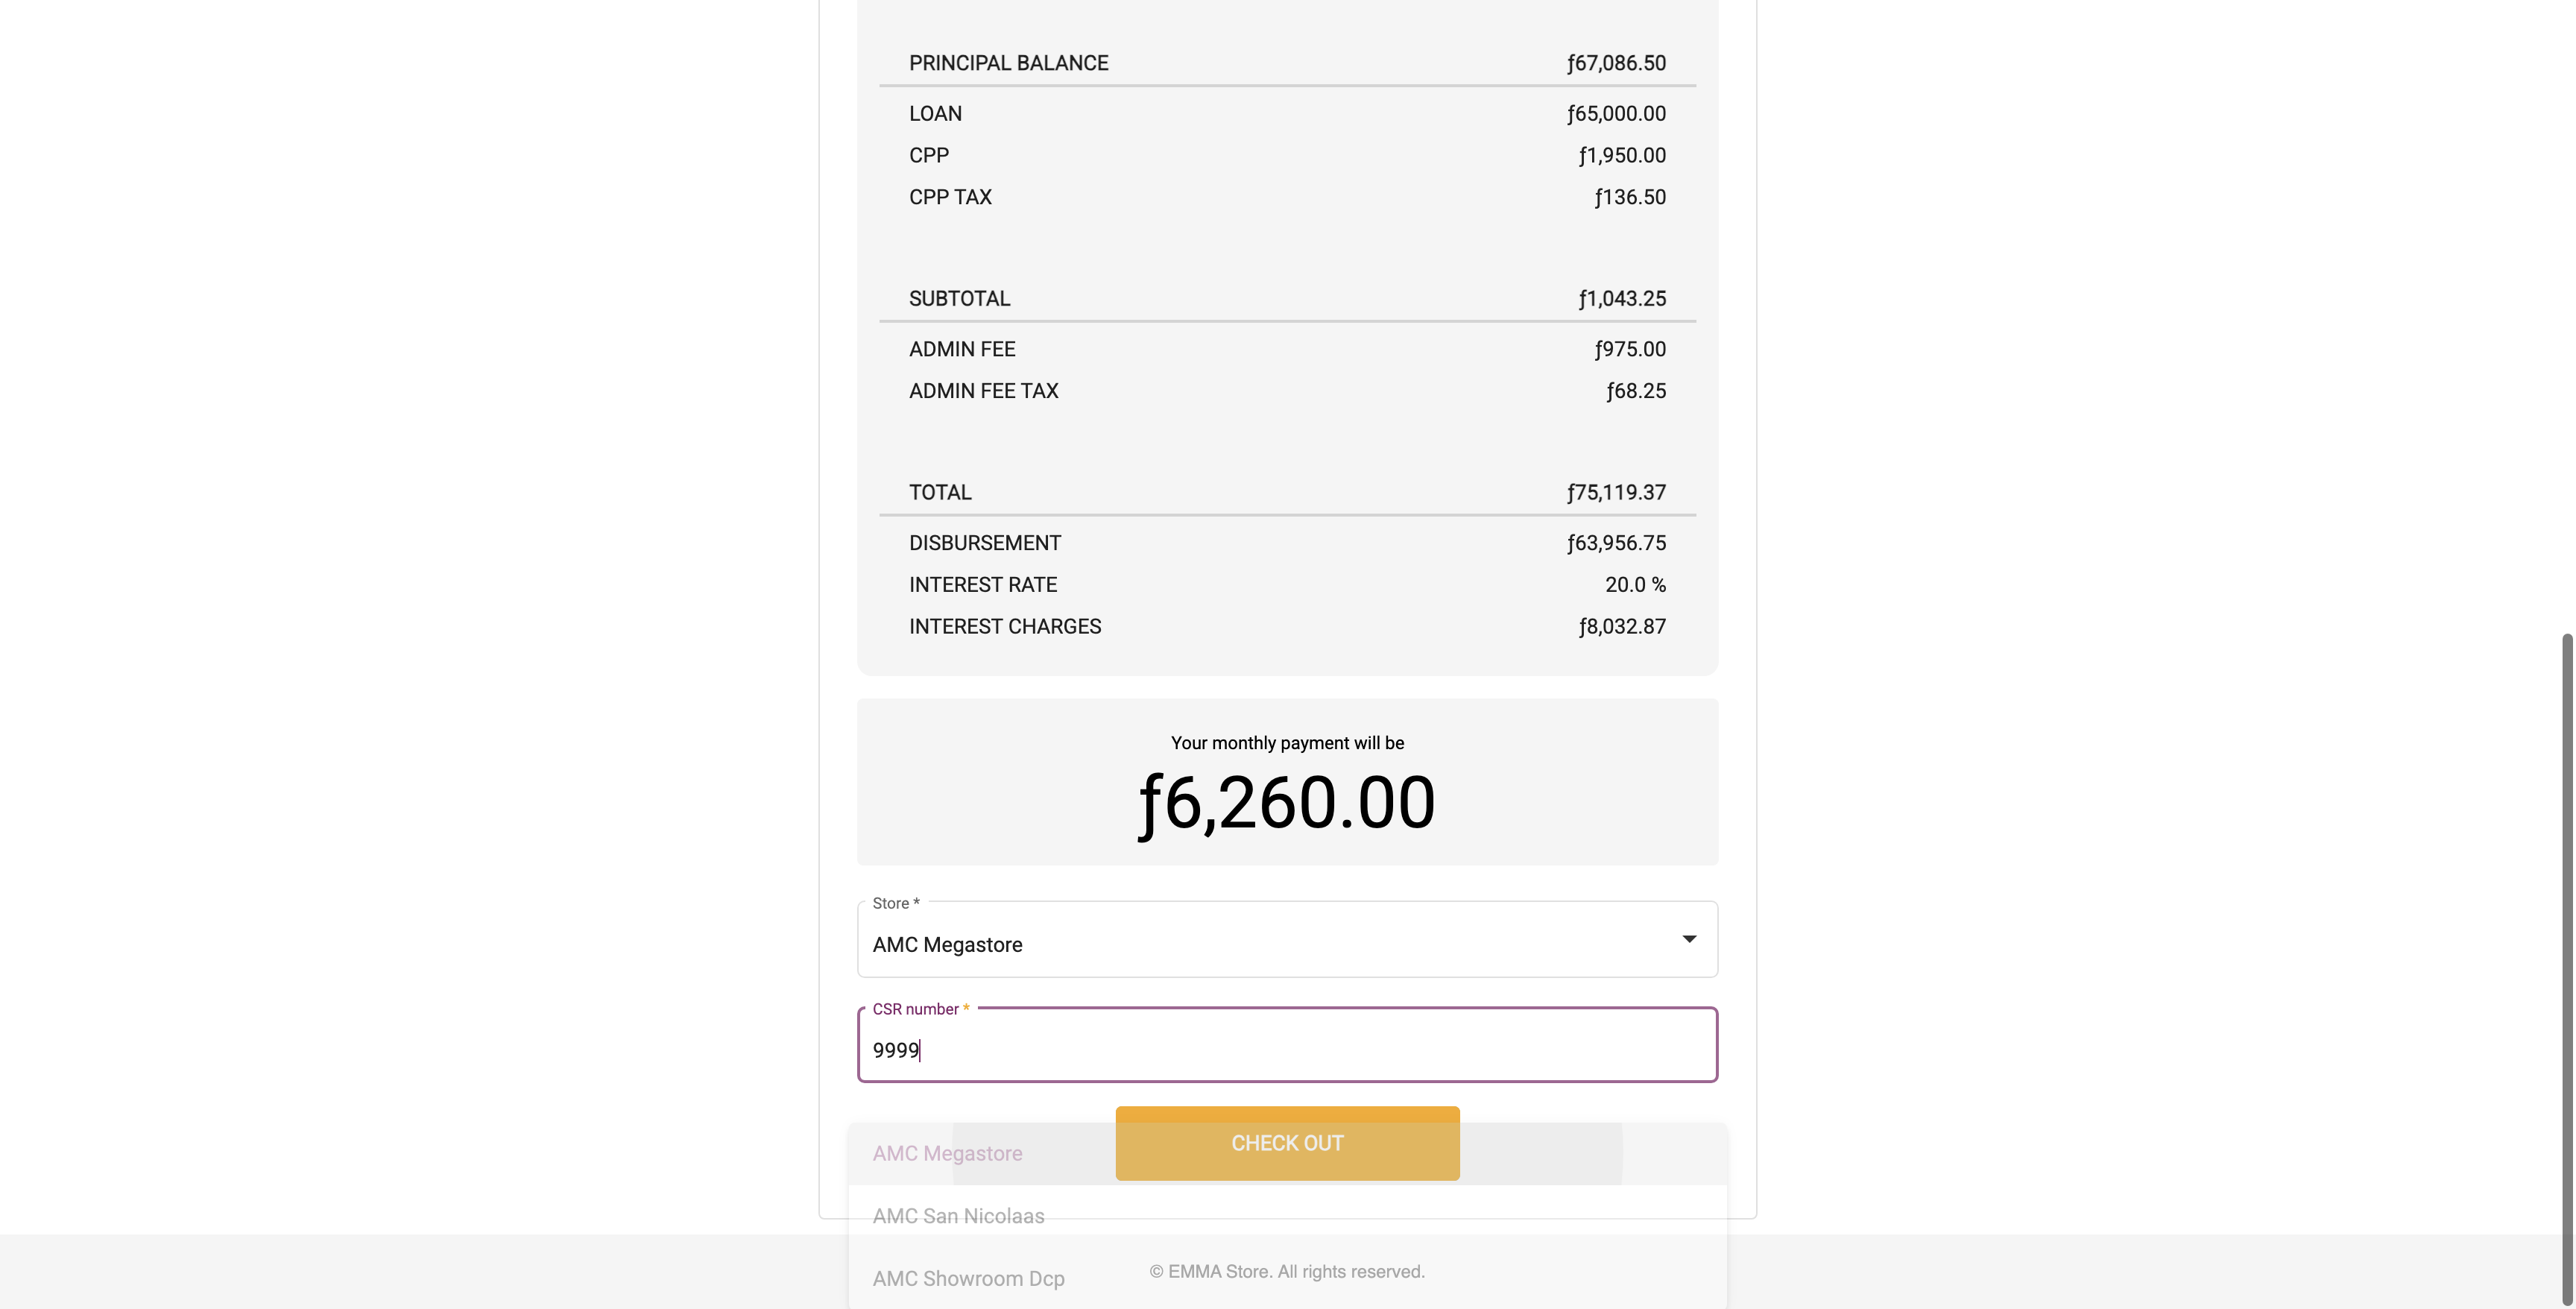 PRINCIPAL BALANCE ƒ67,086.50
LOAN ƒ65,000.00
CPP ƒ1,950.00
CPP TAX ƒ136.50
SUBTOTAL ƒ1,043.25
ADMIN FEE ƒ975.00
ADMIN FEE TAX ƒ68.25
TOTAL ƒ75,119.37
DISBURSEMENT ƒ63,956.75
INTEREST RATE 20.0 %
INTEREST CHARGES ƒ8,032.87
Your monthly payment will be
ƒ6,260.00
Store *
AMC Megastore
CSR number *
9999
CHECK OUT
AMC Megastore
AMC San Nicolaas
AMC Showroom Dcp
© EMMA Store. All rights reserved.